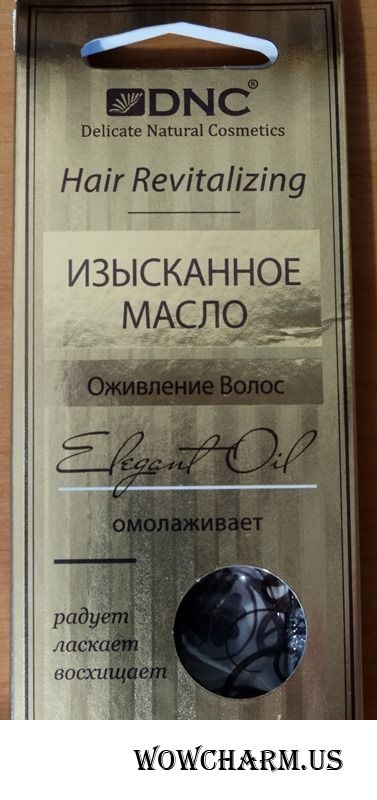 DNC®
Delicate Natural Cosmetics
Hair Revitalizing
ИЗЫСКАННОЕ
МАСЛО
Оживление Волос
Elegant Oil
омолаживает
радует
ласкает
восхищает
WOWCHARM.US